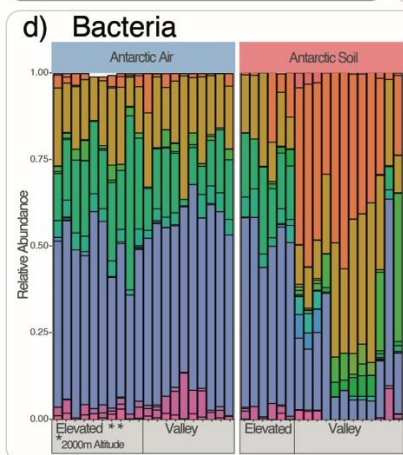 d) Bacteria
Antarctic Air Antarctic Soil
1.00
0.75
0.50
0.25
0.00
Relative Abundance
Elevated ** Valley Elevated Valley
*2000m Altitude